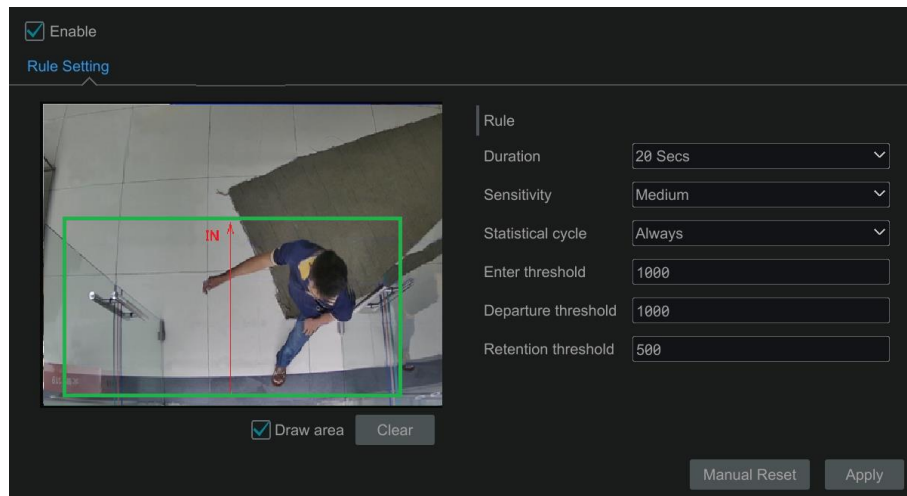 Enable
Rule Setting
IN
Draw area
Clear
Rule
Duration 20 Secs
Sensitivity Medium
Statistical cycle Always
Enter threshold 1000
Departure threshold 1000
Retention threshold 500
Manual Reset
Apply